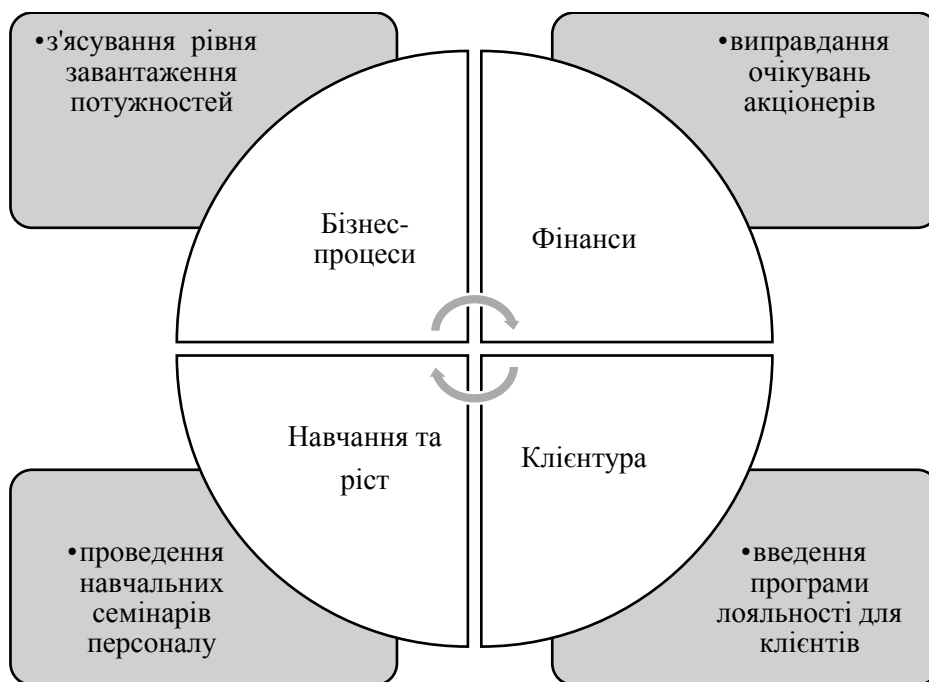 •з'ясування рівня
завантаження
потужностей
•виправдання
очікувань
акціонерів
Бізнес-
процеси
Фінанси
Навчання та
ріст
Клієнтура
•проведення
навчальних
семінарів
персоналу
•введення
програми
лояльності для
клієнтів